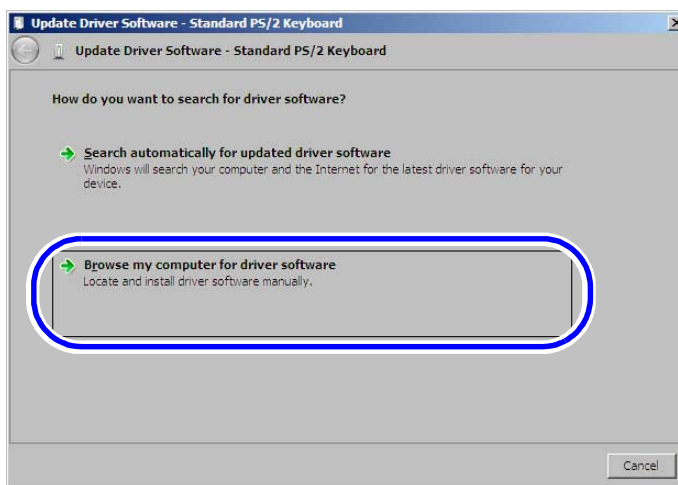 Update Driver Software - Standard PS/2 Keyboard
Update Driver Software - Standard PS/2 Keyboard
How do you want to search for driver software?
Search automatically for updated driver software
Windows will search your computer and the Internet for the latest driver software for your
device.
Browse my computer for driver software
Locate and install driver software manually.
Cancel